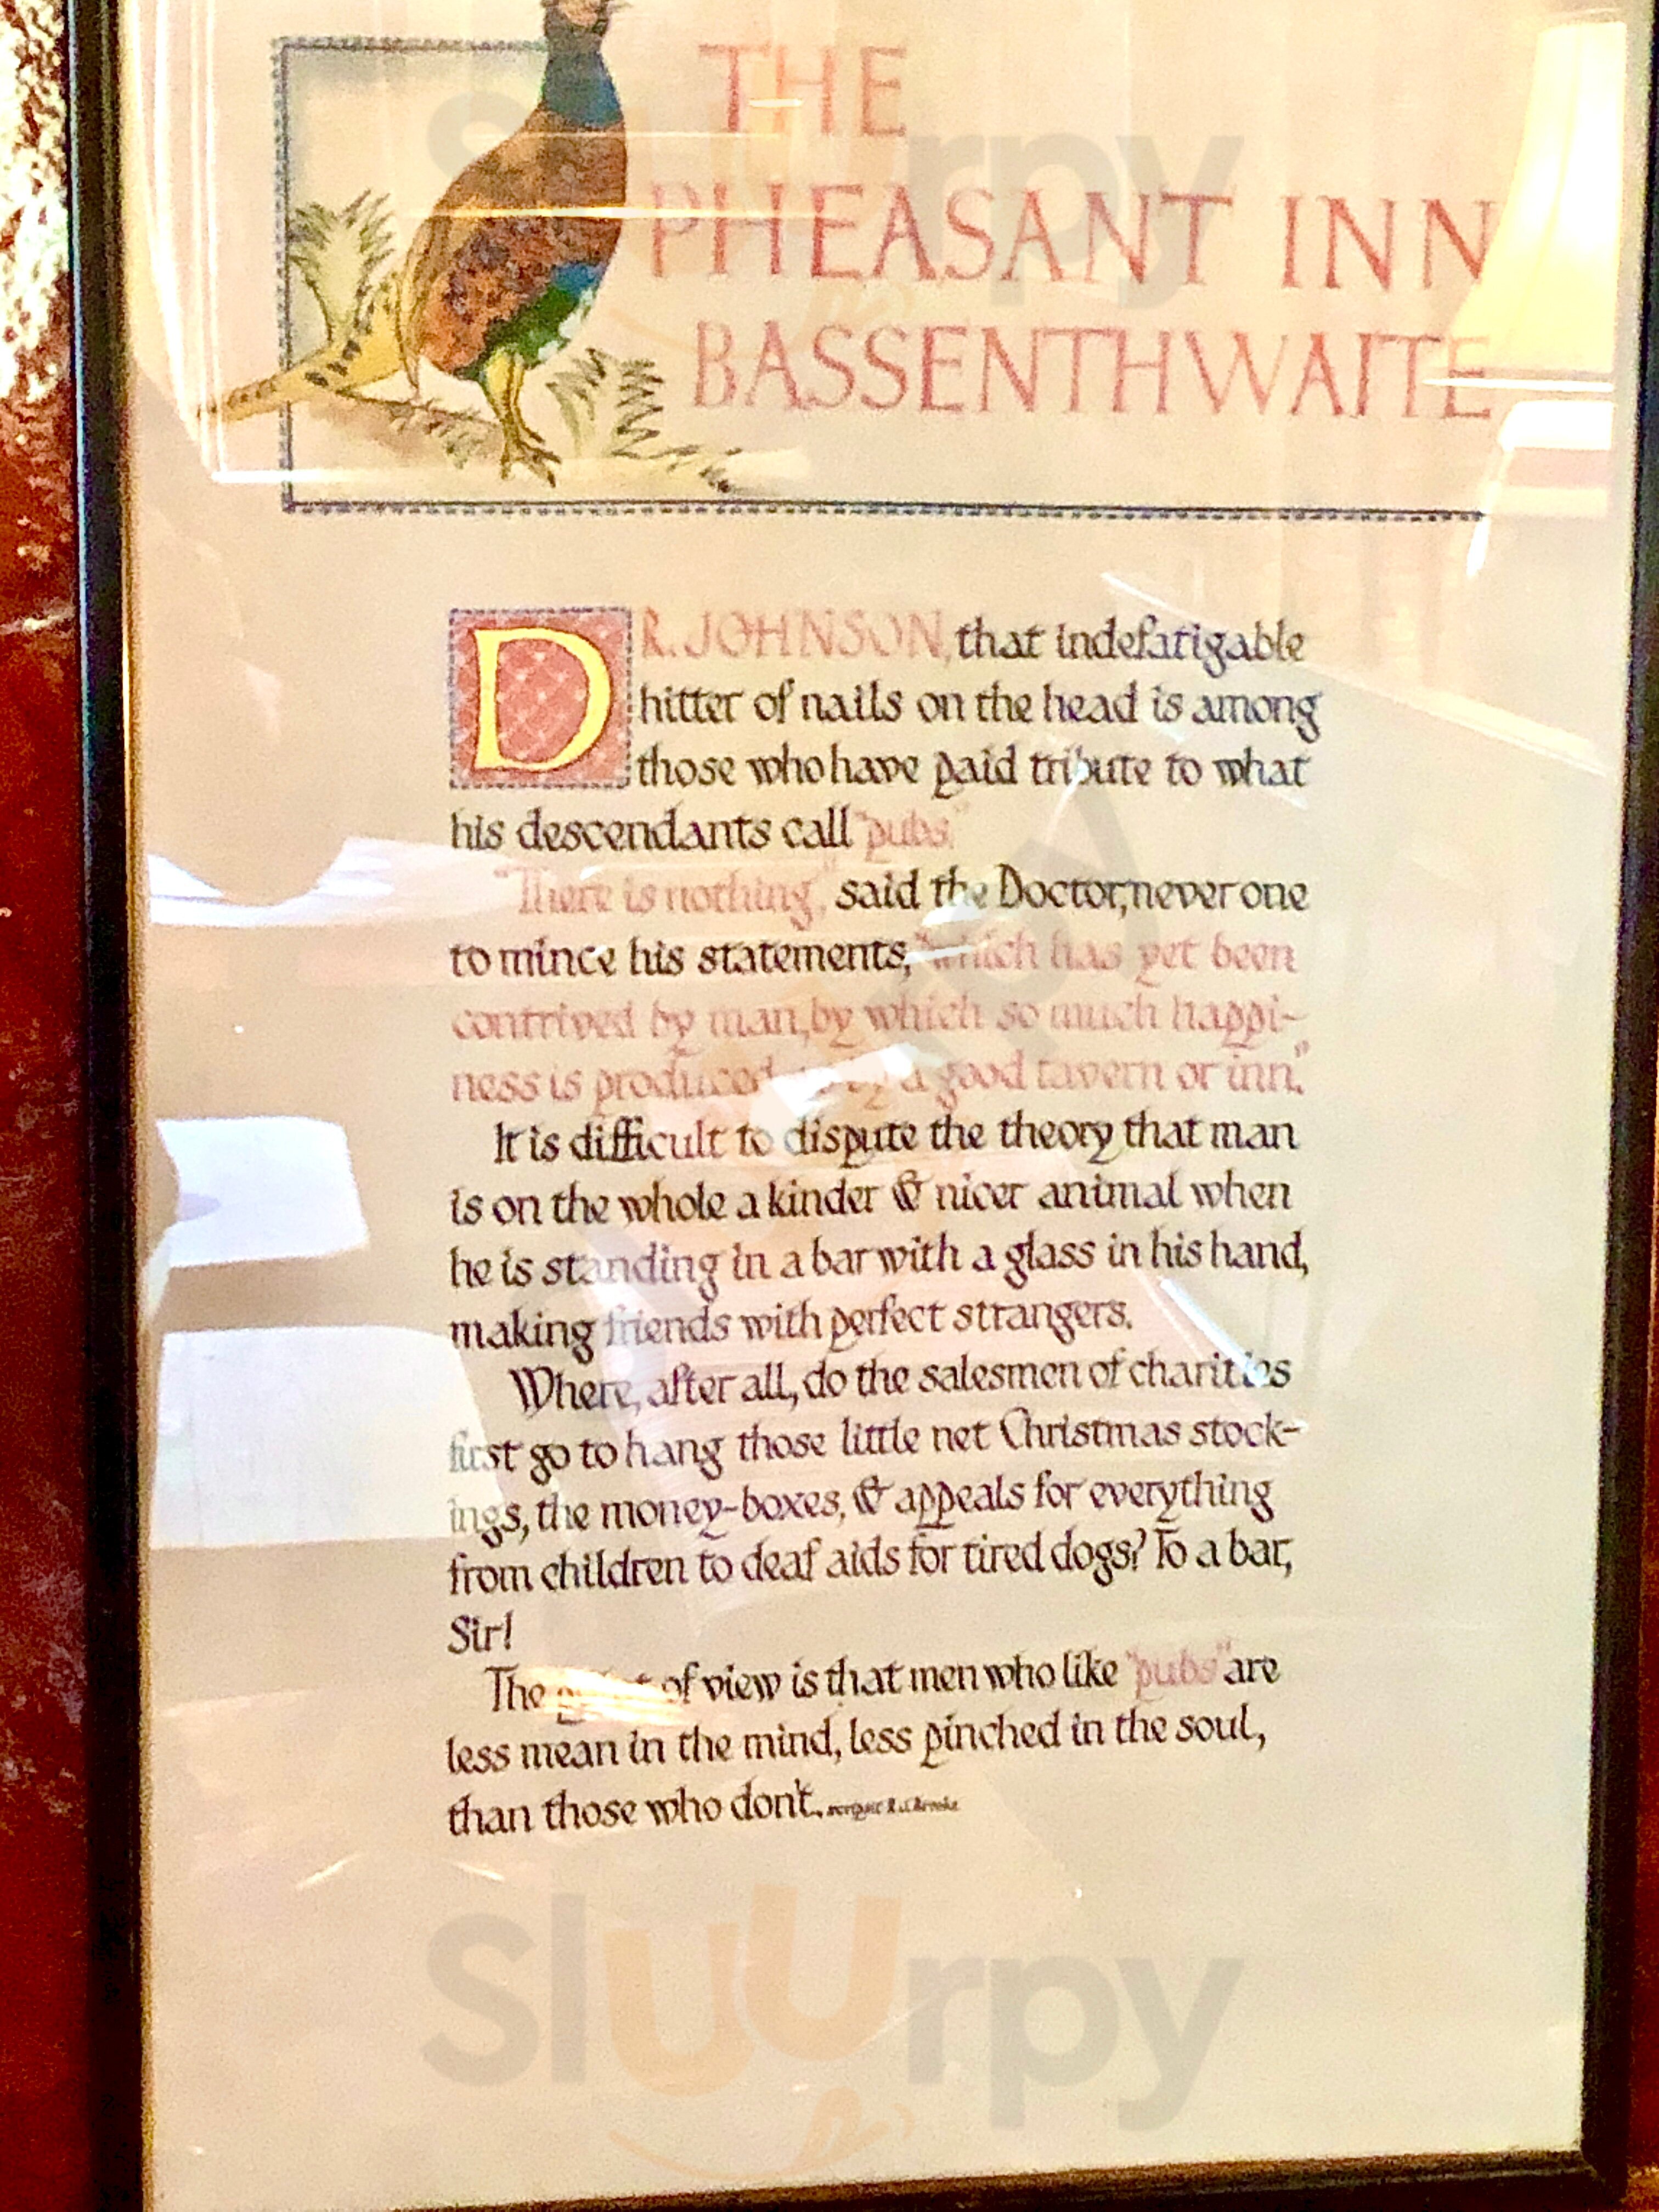 THE
PHEASANT INN
BASSENTHWAITE
DR. JOHNSON, that indefatigable
hitter of nails on the head is among
those who have paid tribute to what
his descendants call "pubs."
"There is nothing," said the Doctor, never one
to mince his statements, "which has yet been
contrived by man, by which so much happi-
ness is produced as by a good tavern or inn."
It is difficult to dispute the theory that man
is on the whole a kinder & nicer animal when
he is standing in a bar with a glass in his hand,
making friends with perfect strangers.
Where, after all, do the salesmen of charities
first go to hang those little net Christmas stock-
ings, the money-boxes, & appeals for everything
from children to deaf aids for tired dogs? To a bar,
Sir!
The of view is that men who like "pubs" are
less mean in the mind, less pinched in the soul,
than those who don't.
Sluurpy